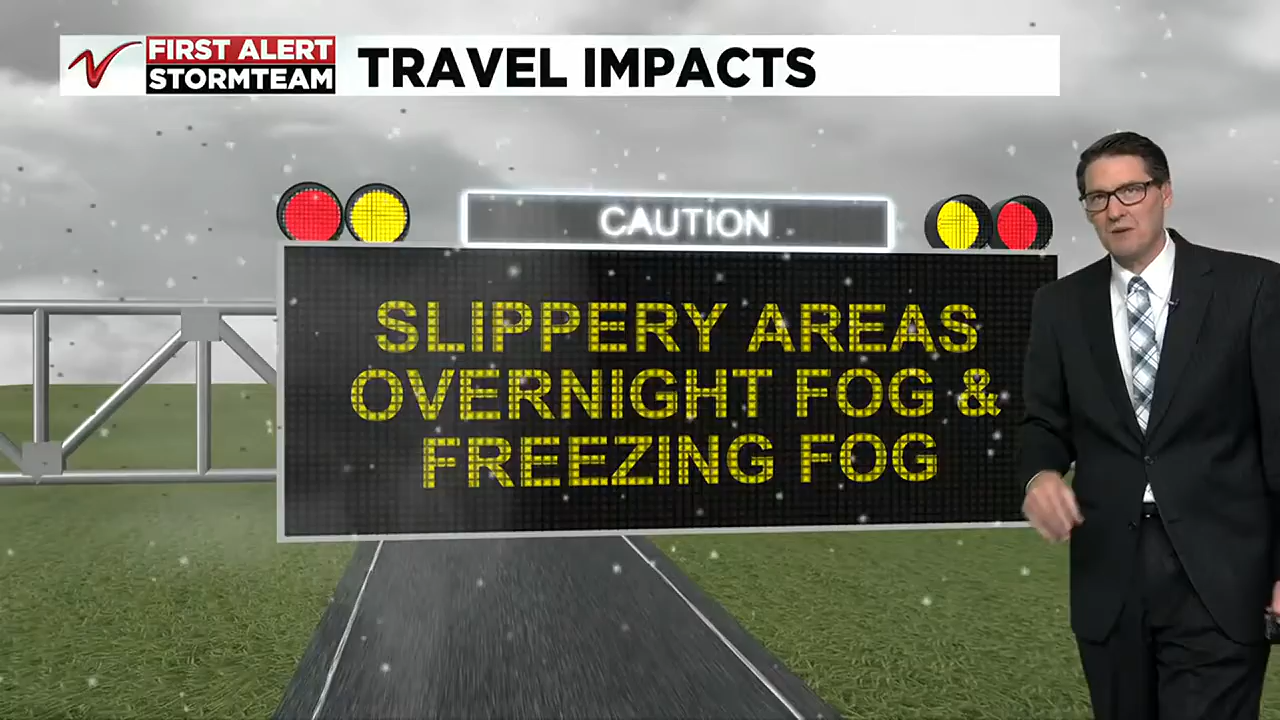 FIRST ALERT
STORMTEAM
TRAVEL IMPACTS
CAUTION
SLIPPERY AREAS
OVERNIGHT FOG &
FREEZING FOG